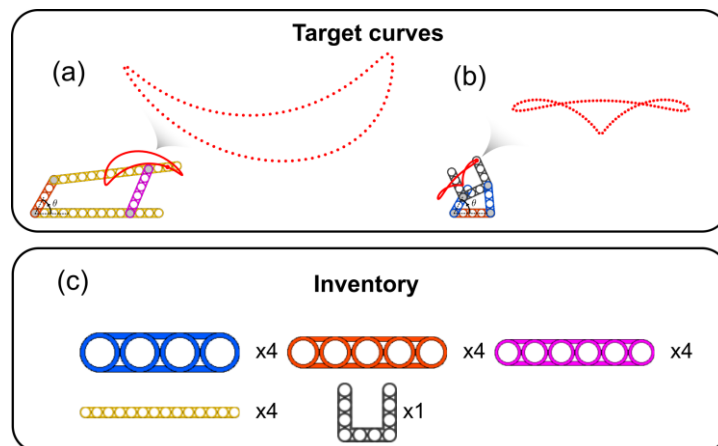 Target curves
(a)
(b)
θ
θ
(c)
Inventory
x4
x4
x4
x4
x1